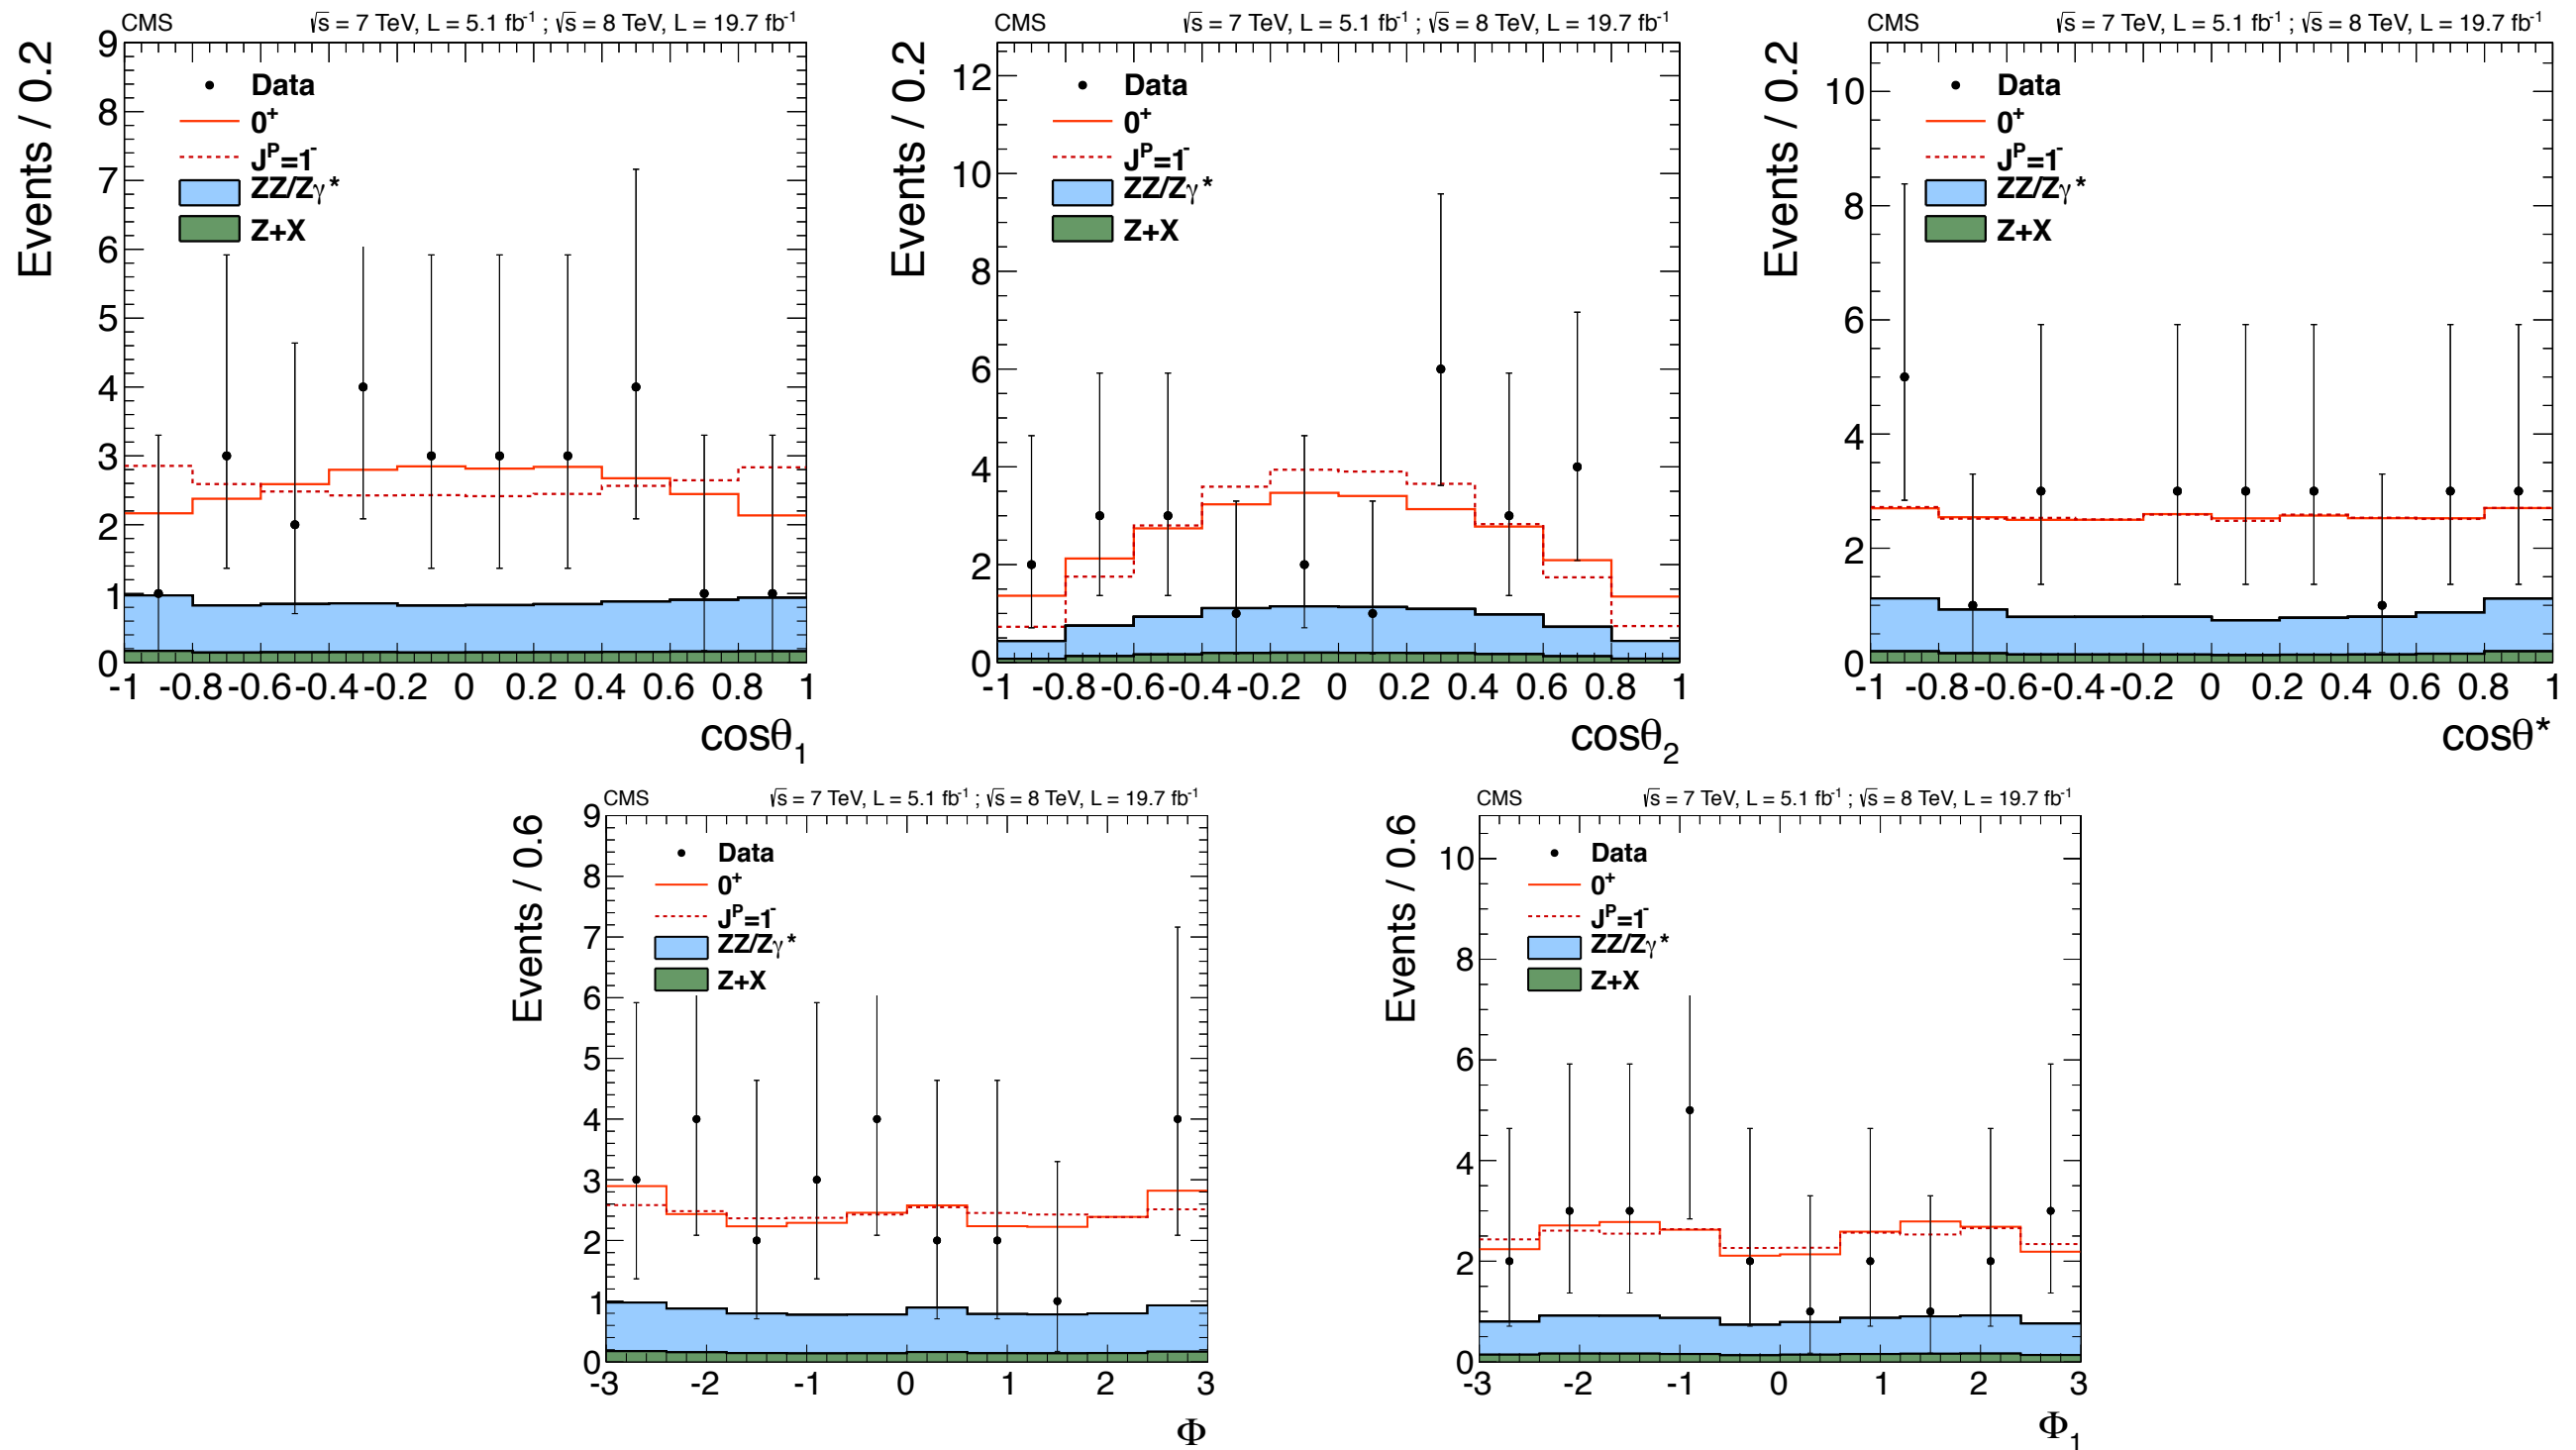 CMS √s = 7 TeV, L = 5.1 fb⁻¹ ; √s = 8 TeV, L = 19.7 fb⁻¹
Events / 0.2
9
8
7
6
5
4
3
2
1
0
Data
0⁺
Jᴾ=1⁻
ZZ/Zγ*
Z+X
-1 -0.8 -0.6 -0.4 -0.2 0 0.2 0.4 0.6 0.8 1
cosθ₁
CMS √s = 7 TeV, L = 5.1 fb⁻¹ ; √s = 8 TeV, L = 19.7 fb⁻¹
Events / 0.2
12
10
8
6
4
2
0
Data
0⁺
Jᴾ=1⁻
ZZ/Zγ*
Z+X
-1 -0.8 -0.6 -0.4 -0.2 0 0.2 0.4 0.6 0.8 1
cosθ₂
CMS √s = 7 TeV, L = 5.1 fb⁻¹ ; √s = 8 TeV, L = 19.7 fb⁻¹
Events / 0.2
10
8
6
4
2
0
Data
0⁺
Jᴾ=1⁻
ZZ/Zγ*
Z+X
-1 -0.8 -0.6 -0.4 -0.2 0 0.2 0.4 0.6 0.8 1
cosθ*
CMS √s = 7 TeV, L = 5.1 fb⁻¹ ; √s = 8 TeV, L = 19.7 fb⁻¹
Events / 0.6
9
8
7
6
5
4
3
2
1
0
Data
0⁺
Jᴾ=1⁻
ZZ/Zγ*
Z+X
-3 -2 -1 0 1 2 3
Φ
CMS √s = 7 TeV, L = 5.1 fb⁻¹ ; √s = 8 TeV, L = 19.7 fb⁻¹
Events / 0.6
10
8
6
4
2
0
Data
0⁺
Jᴾ=1⁻
ZZ/Zγ*
Z+X
-3 -2 -1 0 1 2 3
Φ₁